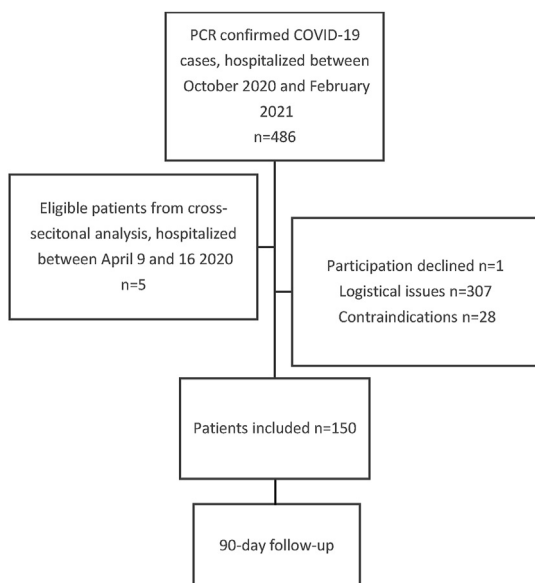 PCR confirmed COVID-19
cases, hospitalized between
October 2020 and February
2021
n=486
Eligible patients from cross-
secitonal analysis, hospitalized
between April 9 and 16 2020
n=5
Participation declined n=1
Logistical issues n=307
Contraindications n=28
Patients included n=150
90-day follow-up